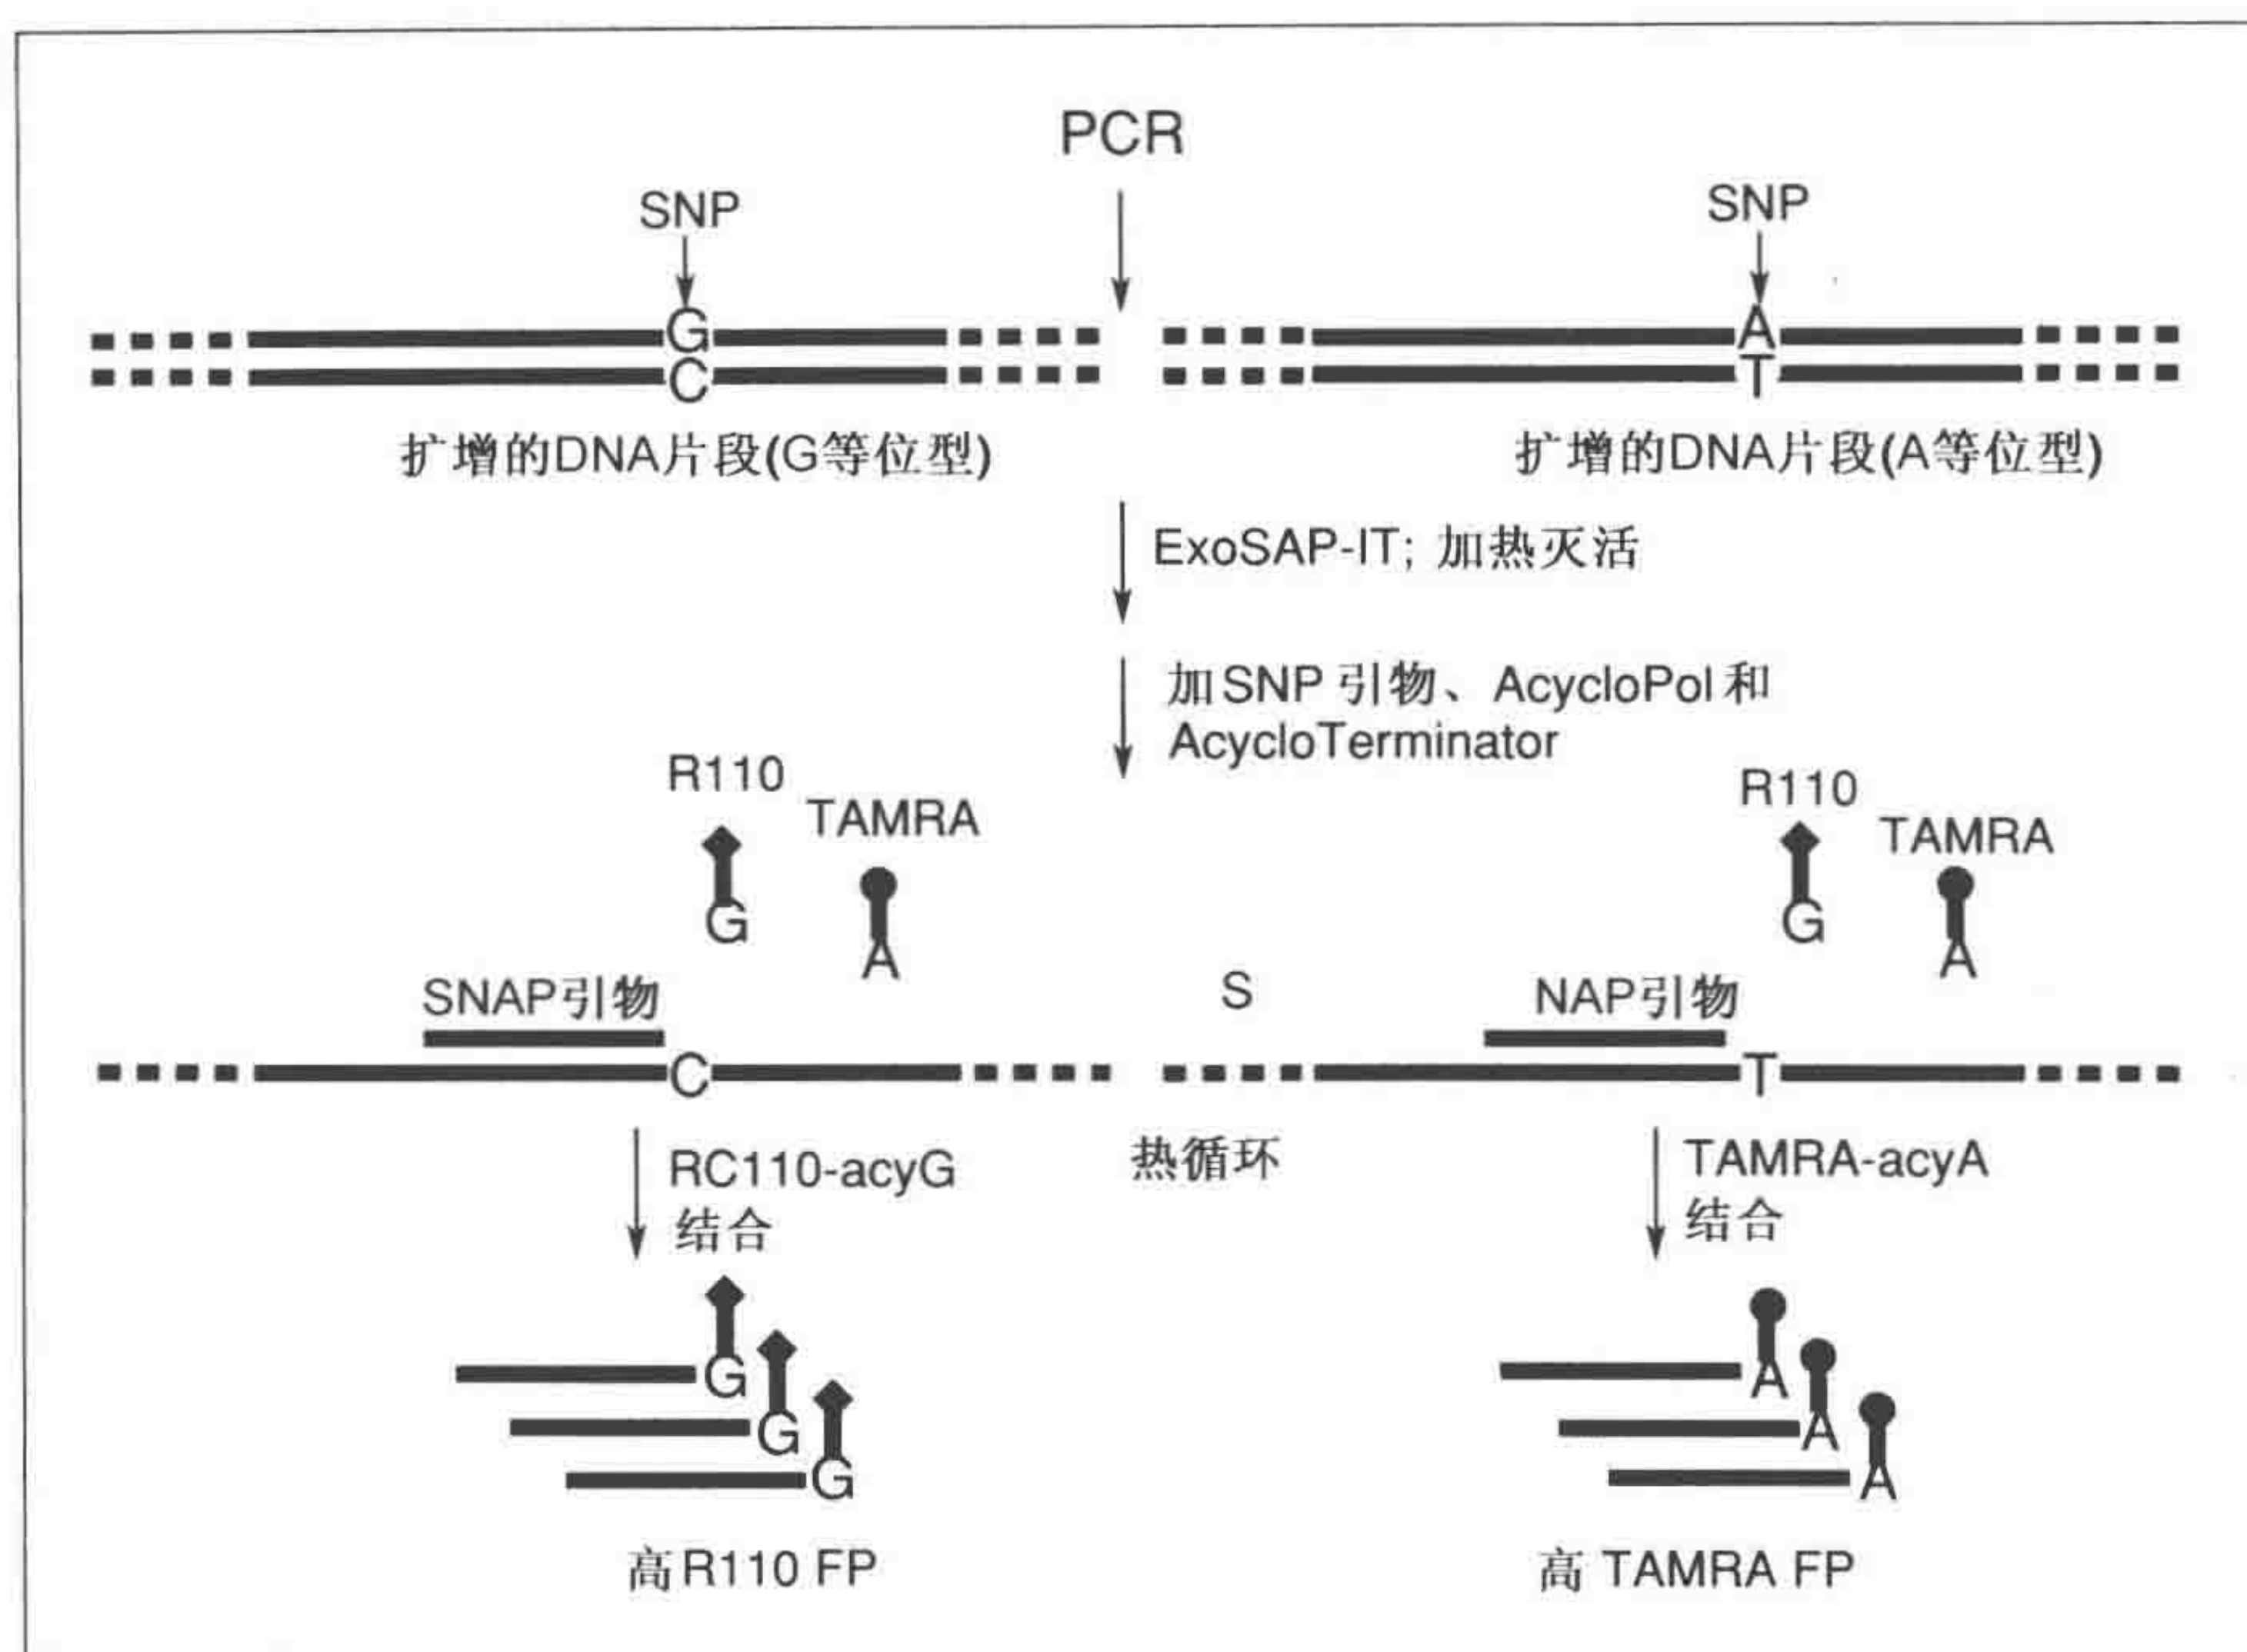 PCR
SNP
SNP
G
C
A
T
扩增的DNA片段(G等位型)
扩增的DNA片段(A等位型)
ExoSAP-IT; 加热灭活
加SNP 引物、AcycloPol和
AcycloTerminator
R110
TAMRA
G
A
R110
TAMRA
G
A
SNAP引物
S
NAP引物
C
T
RC110-acyG
结合
热循环
TAMRA-acyA
结合
G
G
G
A
A
A
高R110 FP
高 TAMRA FP